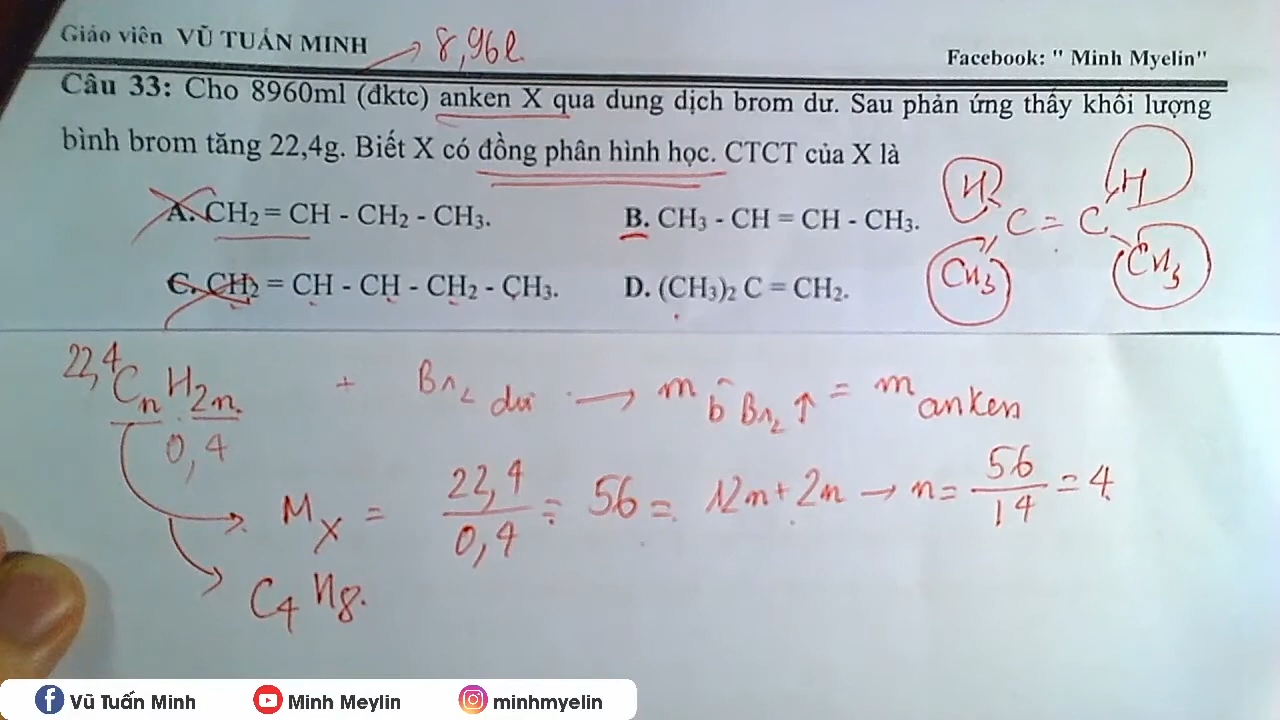 Giáo viên VŨ TUẤN MINH
8,96l
Facebook: " Minh Myelin"
Câu 33: Cho 8960ml (đktc) anken X qua dung dịch brom dư. Sau phản ứng thấy khối lượng
bình brom tăng 22,4g. Biết X có đồng phân hình học. CTCT của X là
A. CH2 = CH - CH2 - CH3.
B. CH3 - CH = CH - CH3.
C. CH2 = CH - CH - CH2 - CH3.
D. (CH3)2 C = CH2.
H H
C = C
CH3 CH3
22,4
CnH2n + Br2 dư → m b̃ Br2 ↑ = m anken
0,4
MX = 22,4/0,4 = 56 = 12n + 2n → n = 56/14 = 4
C4H8.
Vũ Tuấn Minh
Minh Meylin
minhmyelin